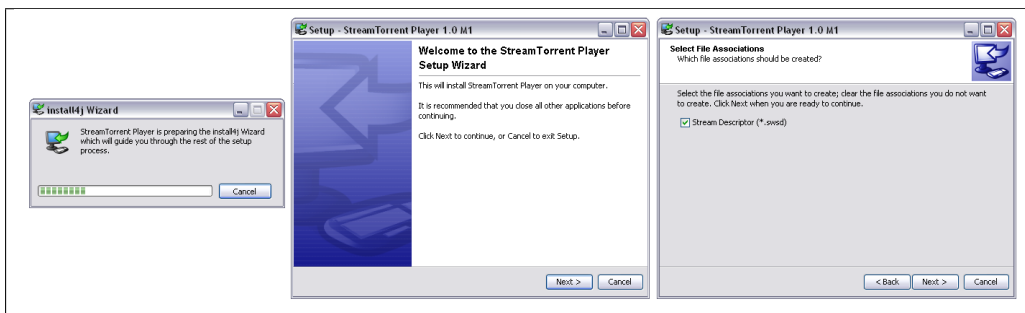 install4j Wizard
StreamTorrent Player is preparing the install4j Wizard
which will guide you through the rest of the setup
process.
Cancel
Setup - StreamTorrent Player 1.0 M1
Welcome to the StreamTorrent Player
Setup Wizard
This will install StreamTorrent Player on your computer.
It is recommended that you close all other applications before
continuing.
Click Next to continue, or Cancel to exit Setup.
Next >
Cancel
Setup - StreamTorrent Player 1.0 M1
Select File Associations
Which file associations should be created?
Select the file associations you want to create; clear the file associations you do not want
to create. Click Next when you are ready to continue.
Stream Descriptor (*.swsd)
< Back
Next >
Cancel